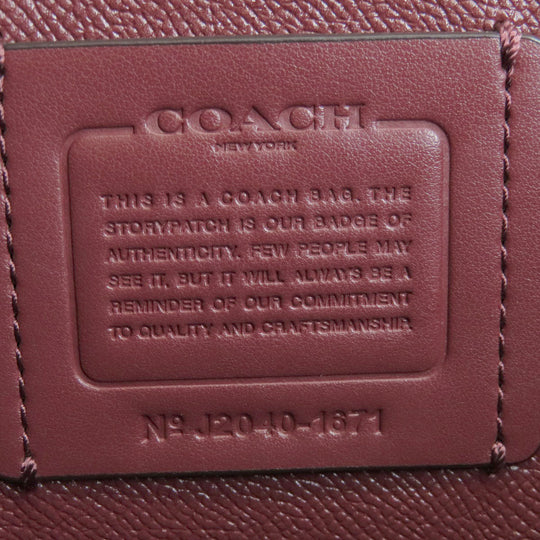 COACH
NEW YORK
THIS IS A COACH BAG. THE
STORYPATCH IS OUR BADGE OF
AUTHENTICITY. FEW PEOPLE MAY
SEE IT, BUT IT WILL ALWAYS BE A
REMINDER OF OUR COMMITMENT
TO QUALITY AND CRAFTSMANSHIP.
Nº J2040-1671